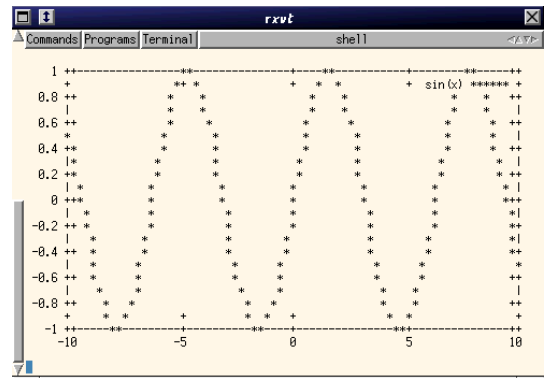 rxvt
Commands Programs Terminal shell
1
sin(x) ******
0.8
0.6
0.4
0.2
0
-0.2
-0.4
-0.6
-0.8
-1
-10 -5 0 5 10